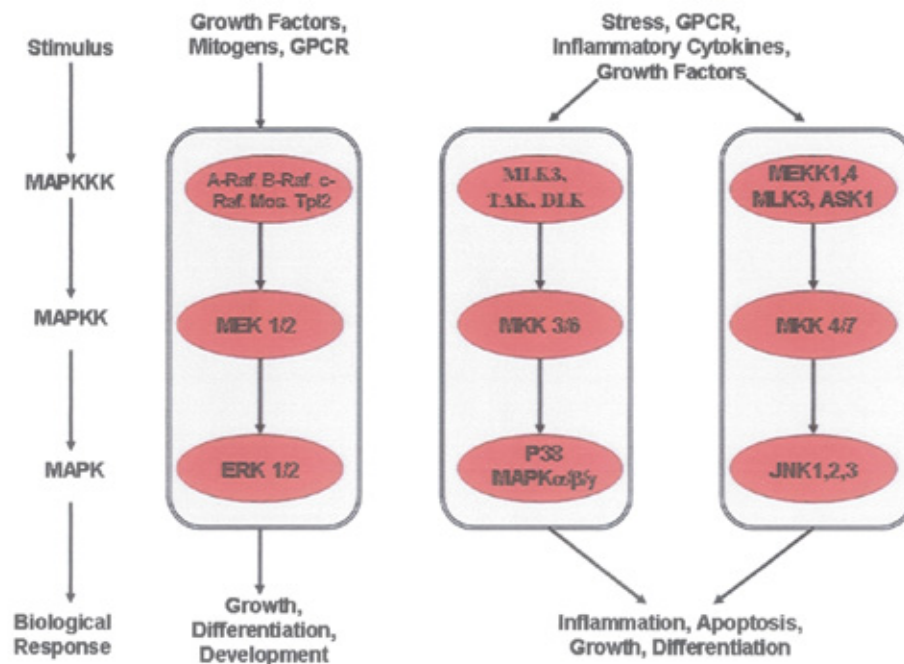 Stimulus
MAPKKK
MAPKK
MAPK
Biological
Response
Growth Factors,
Mitogens, GPCR
A-Raf. B-Raf. c-
Raf. Mos. Tpl2
MEK 1/2
ERK 1/2
Growth,
Differentiation,
Development
Stress, GPCR,
Inflammatory Cytokines,
Growth Factors
MLK3,
TAK, DLK
MKK 3/6
P38
MAPKα/β/γ
MEKK1,4
MLK3, ASK1
MKK 4/7
JNK1,2,3
Inflammation, Apoptosis,
Growth, Differentiation